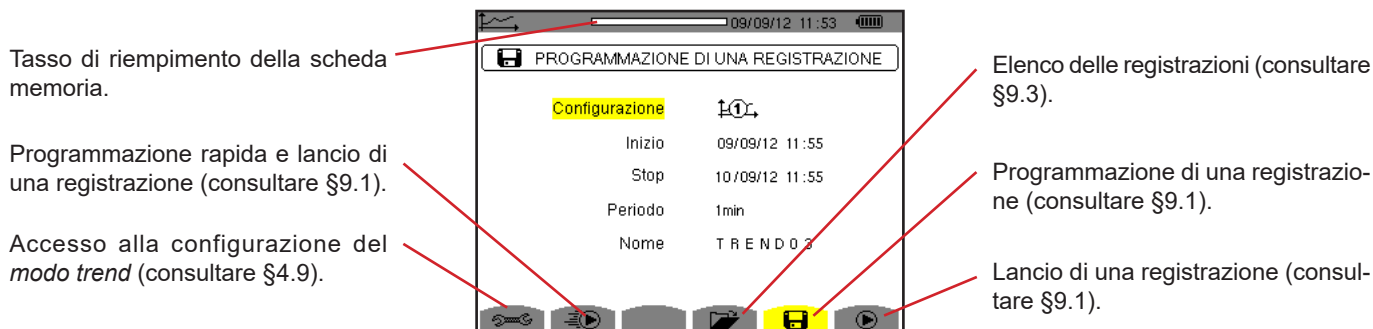 Tasso di riempimento della scheda
memoria.
Programmazione rapida e lancio di
una registrazione (consultare §9.1).
Accesso alla configurazione del
modo trend (consultare §4.9).
09/09/12 11:53
PROGRAMMAZIONE DI UNA REGISTRAZIONE
Configurazione 1
Inizio 09/09/12 11:55
Stop 10/09/12 11:55
Periodo 1min
Nome TREND03
Elenco delle registrazioni (consultare
§9.3).
Programmazione di una registrazio-
ne (consultare §9.1).
Lancio di una registrazione (consul-
tare §9.1).